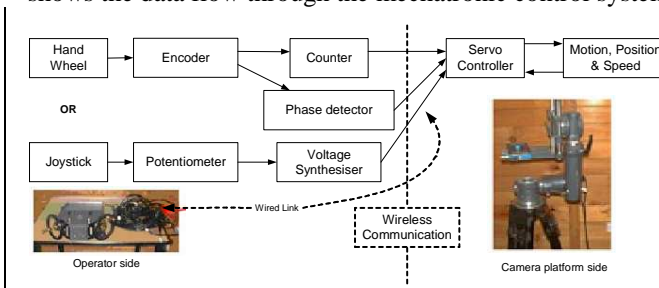 shows the data flow through the mechatronic control system
Hand
Wheel
Encoder
Counter
Servo
Controller
Motion, Position
& Speed
OR
Phase detector
Joystick
Potentiometer
Voltage
Synthesiser
Wired Link
Wireless
Communication
Operator side
Camera platform side